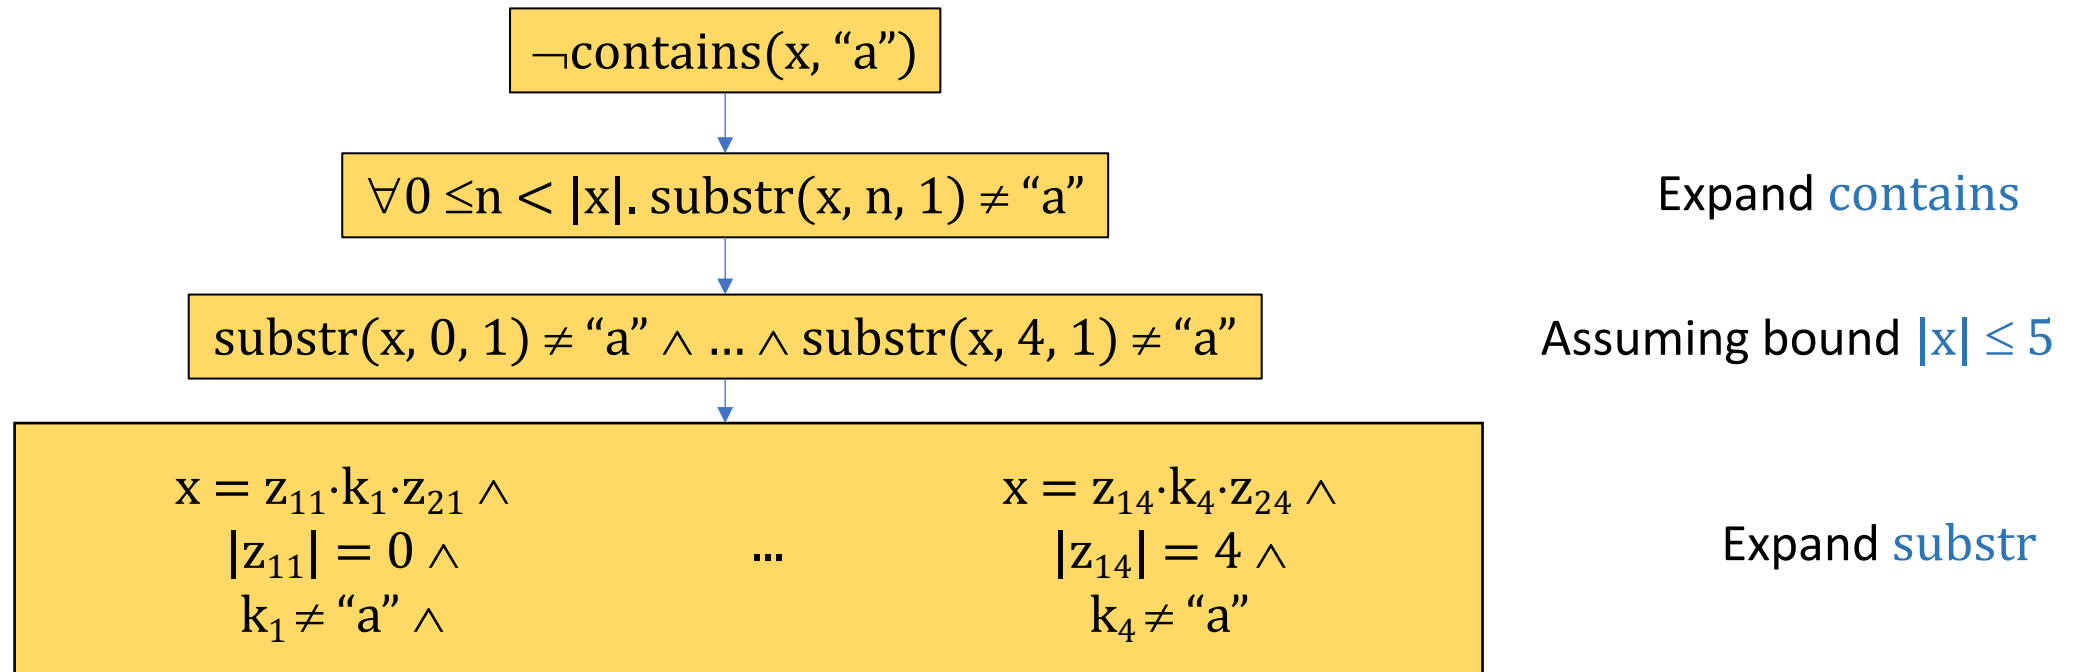 ¬contains(x, “a”)
∀0 ≤n < |x|. substr(x, n, 1) ≠ “a”
Expand contains
substr(x, 0, 1) ≠ “a” ∧ ... ∧ substr(x, 4, 1) ≠ “a”
Assuming bound |x| ≤ 5
x = z₁₁·k₁·z₂₁ ∧
|z₁₁| = 0 ∧
k₁ ≠ “a” ∧
...
x = z₁₄·k₄·z₂₄ ∧
|z₁₄| = 4 ∧
k₄ ≠ “a”
Expand substr